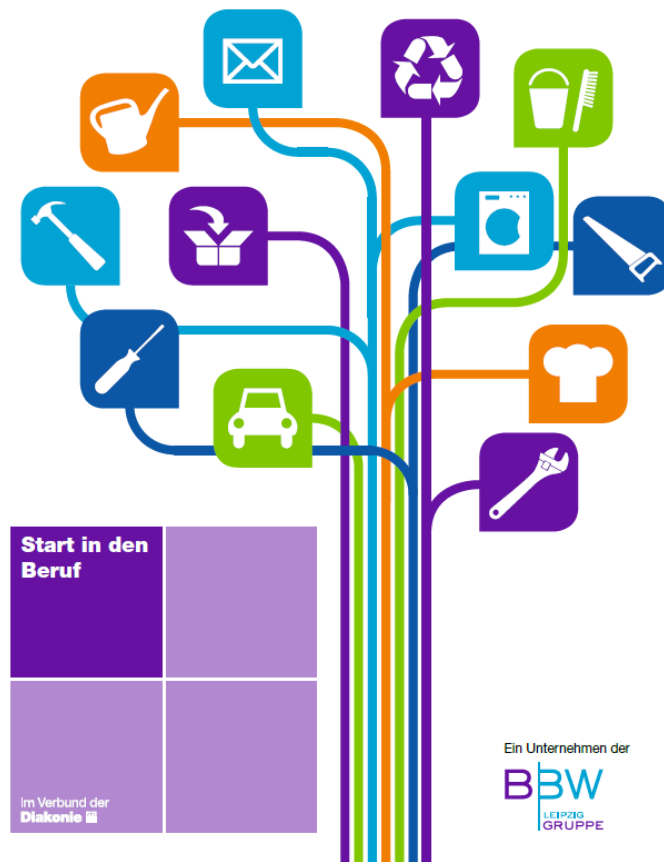 Start in den
Beruf
Im Verbund der
Diakonie
Ein Unternehmen der
BBW
LEIPZIG
GRUPPE